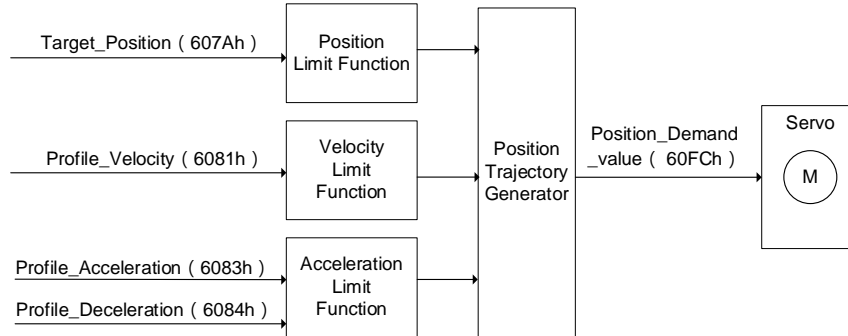 Target_Position ( 607Ah )
Position
Limit Function
Profile_Velocity ( 6081h )
Velocity
Limit
Function
Profile_Acceleration ( 6083h )
Profile_Deceleration ( 6084h )
Acceleration
Limit
Function
Position
Trajectory
Generator
Position_Demand
_value ( 60FCh )
Servo
M